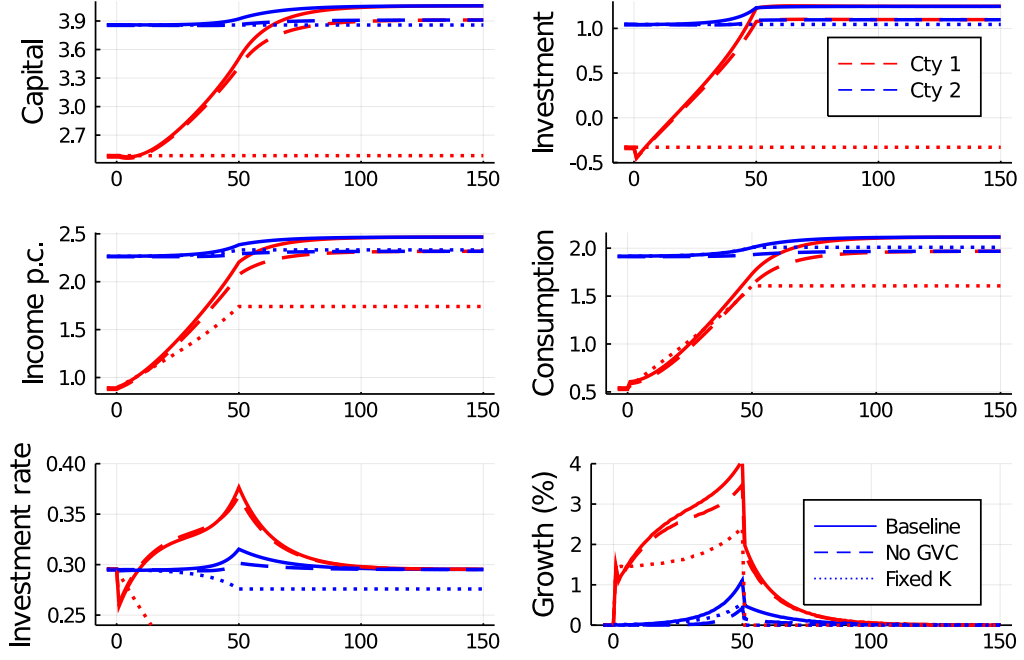 Capital
3.9
3.6
3.3
3.0
2.7
0 50 100 150
Investment
1.0
0.0
-0.5
0 50 100 150
Cty 1
Cty 2
Income p.c.
2.5
2.0
1.5
1.0
0 50 100 150
Consumption
2.0
1.5
1.0
0.5
0 50 100 150
Investment rate
0.40
0.35
0.30
0.25
0 50 100 150
Growth (%)
4
3
2
1
0
0 50 100 150
Baseline
No GVC
Fixed K